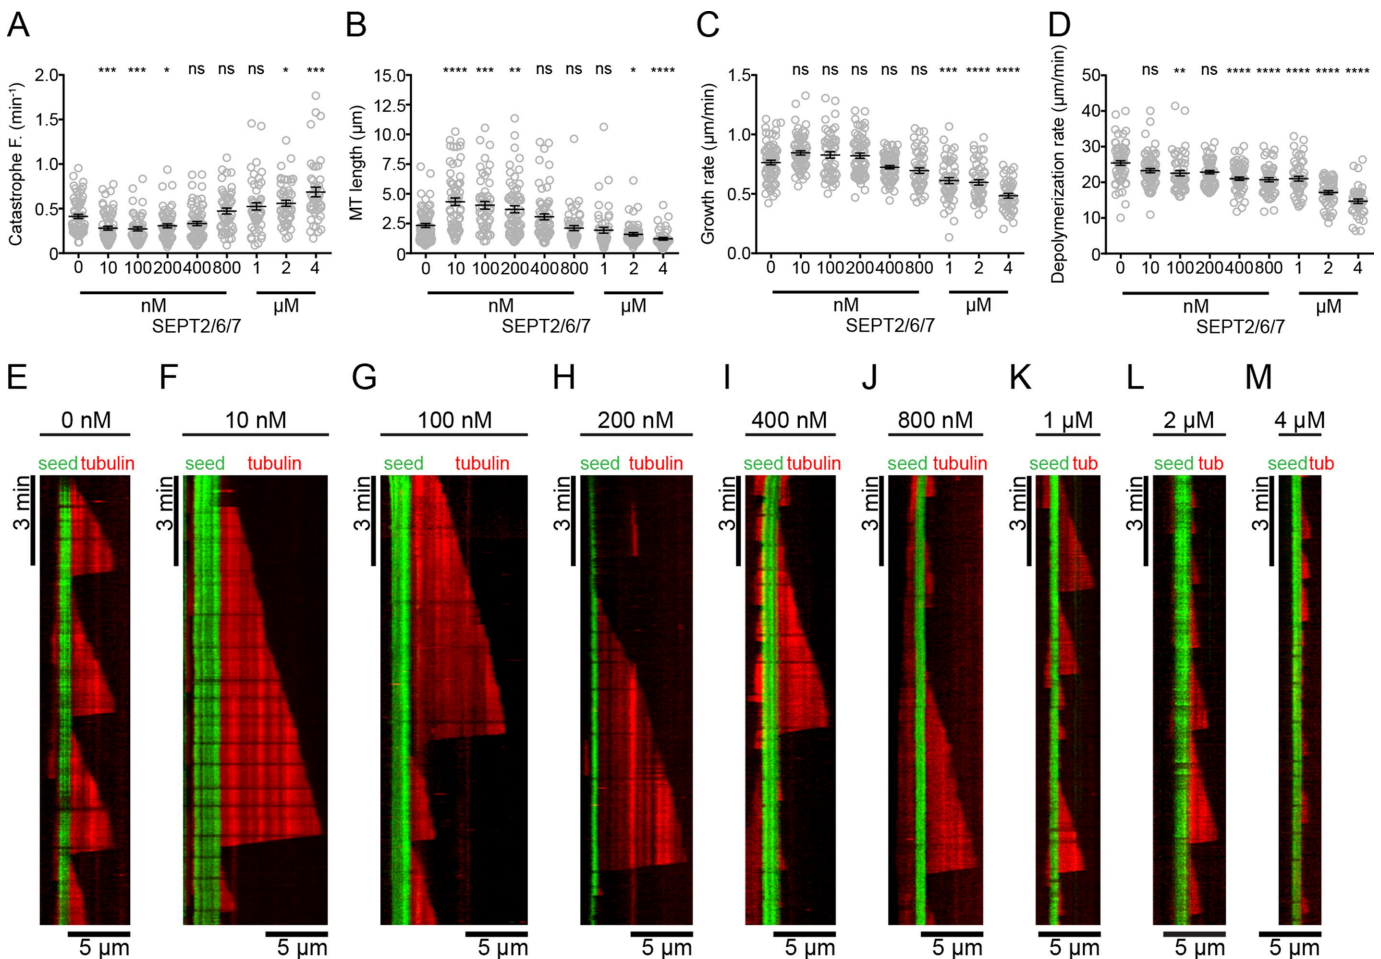 A
B
C
D
Catastrophe F. (min⁻¹)
2.0
1.5
1.0
0.5
0
*** *** * ns ns ns * ***
0 10 100 200 400 800 1 2 4
nM µM
SEPT2/6/7
MT length (µm)
15.0
12.5
10.0
7.5
5.0
2.5
0
**** *** ** ns ns ns * ****
0 10 100 200 400 800 1 2 4
nM µM
SEPT2/6/7
Growth rate (µm/min)
1.5
1.0
0.5
0.0
ns ns ns ns ns *** **** ****
0 10 100 200 400 800 1 2 4
nM µM
SEPT2/6/7
Depolymerization rate (µm/min)
50
40
30
20
10
0
ns ** ns **** **** **** **** ****
0 10 100 200 400 800 1 2 4
nM µM
SEPT2/6/7
E
0 nM
seed tubulin
3 min
5 µm
F
10 nM
seed tubulin
3 min
5 µm
G
100 nM
seed tubulin
3 min
5 µm
H
200 nM
seed tubulin
3 min
5 µm
I
400 nM
seed tubulin
3 min
5 µm
J
800 nM
seed tubulin
3 min
5 µm
K
1 µM
seed tub
3 min
5 µm
L
2 µM
seed tub
3 min
5 µm
M
4 µM
seed tub
3 min
5 µm